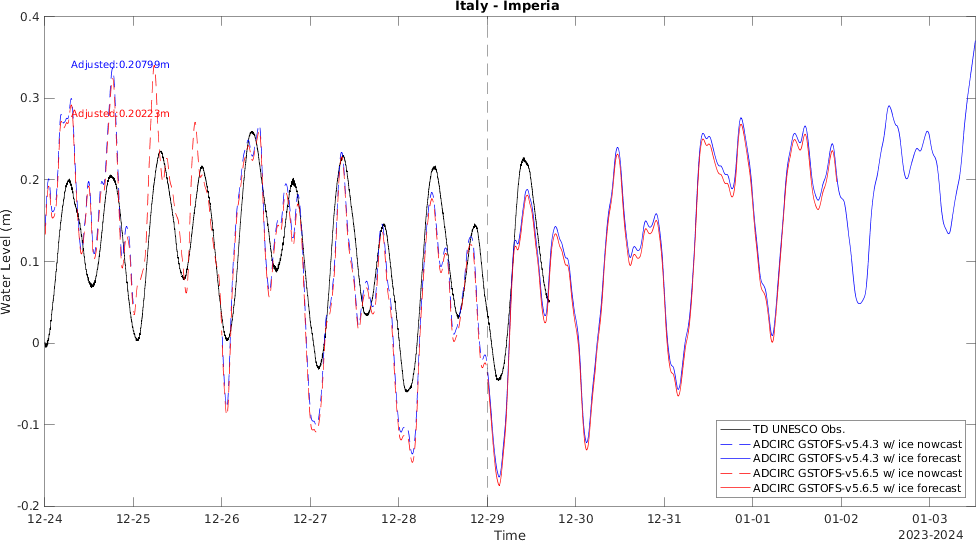 Italy - Imperia
Adjusted:0.20799m
Adjusted:0.20223m
Water Level (m)
0.4
0.3
0.2
0.1
0
-0.1
-0.2
TD UNESCO Obs.
ADCIRC GSTOFS-v5.4.3 w/ ice nowcast
ADCIRC GSTOFS-v5.4.3 w/ ice forecast
ADCIRC GSTOFS-v5.6.5 w/ ice nowcast
ADCIRC GSTOFS-v5.6.5 w/ ice forecast
12-24 12-25 12-26 12-27 12-28 12-29 12-30 12-31 01-01 01-02 01-03
Time
2023-2024